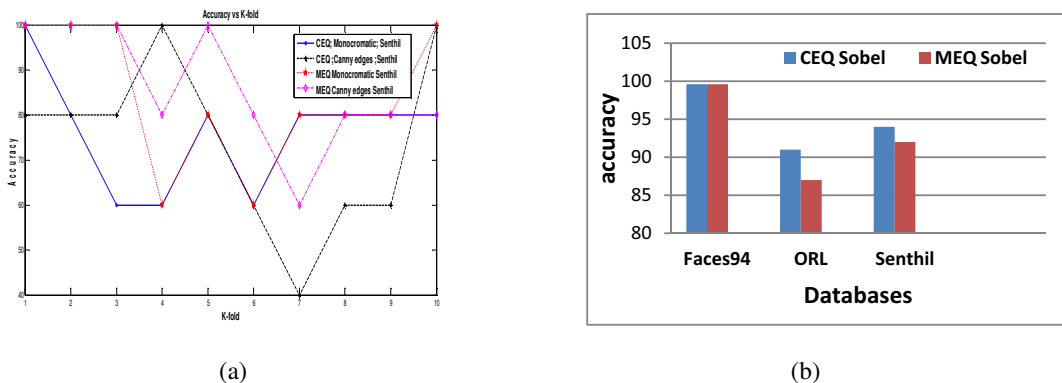 Accuracy vs K-fold
CEQ; Monocromatic; Senthil
CEQ ;Canny edges ;Senthil
MEQ Monocromatic Senthil
MEQ Canny edges Senthil
100
90
80
70
60
50
40
Accuracy
1 2 3 4 5 6 7 8 9 10
K-fold
(a)
CEQ Sobel MEQ Sobel
105
100
95
90
85
80
accuracy
Faces94 ORL Senthil
Databases
(b)